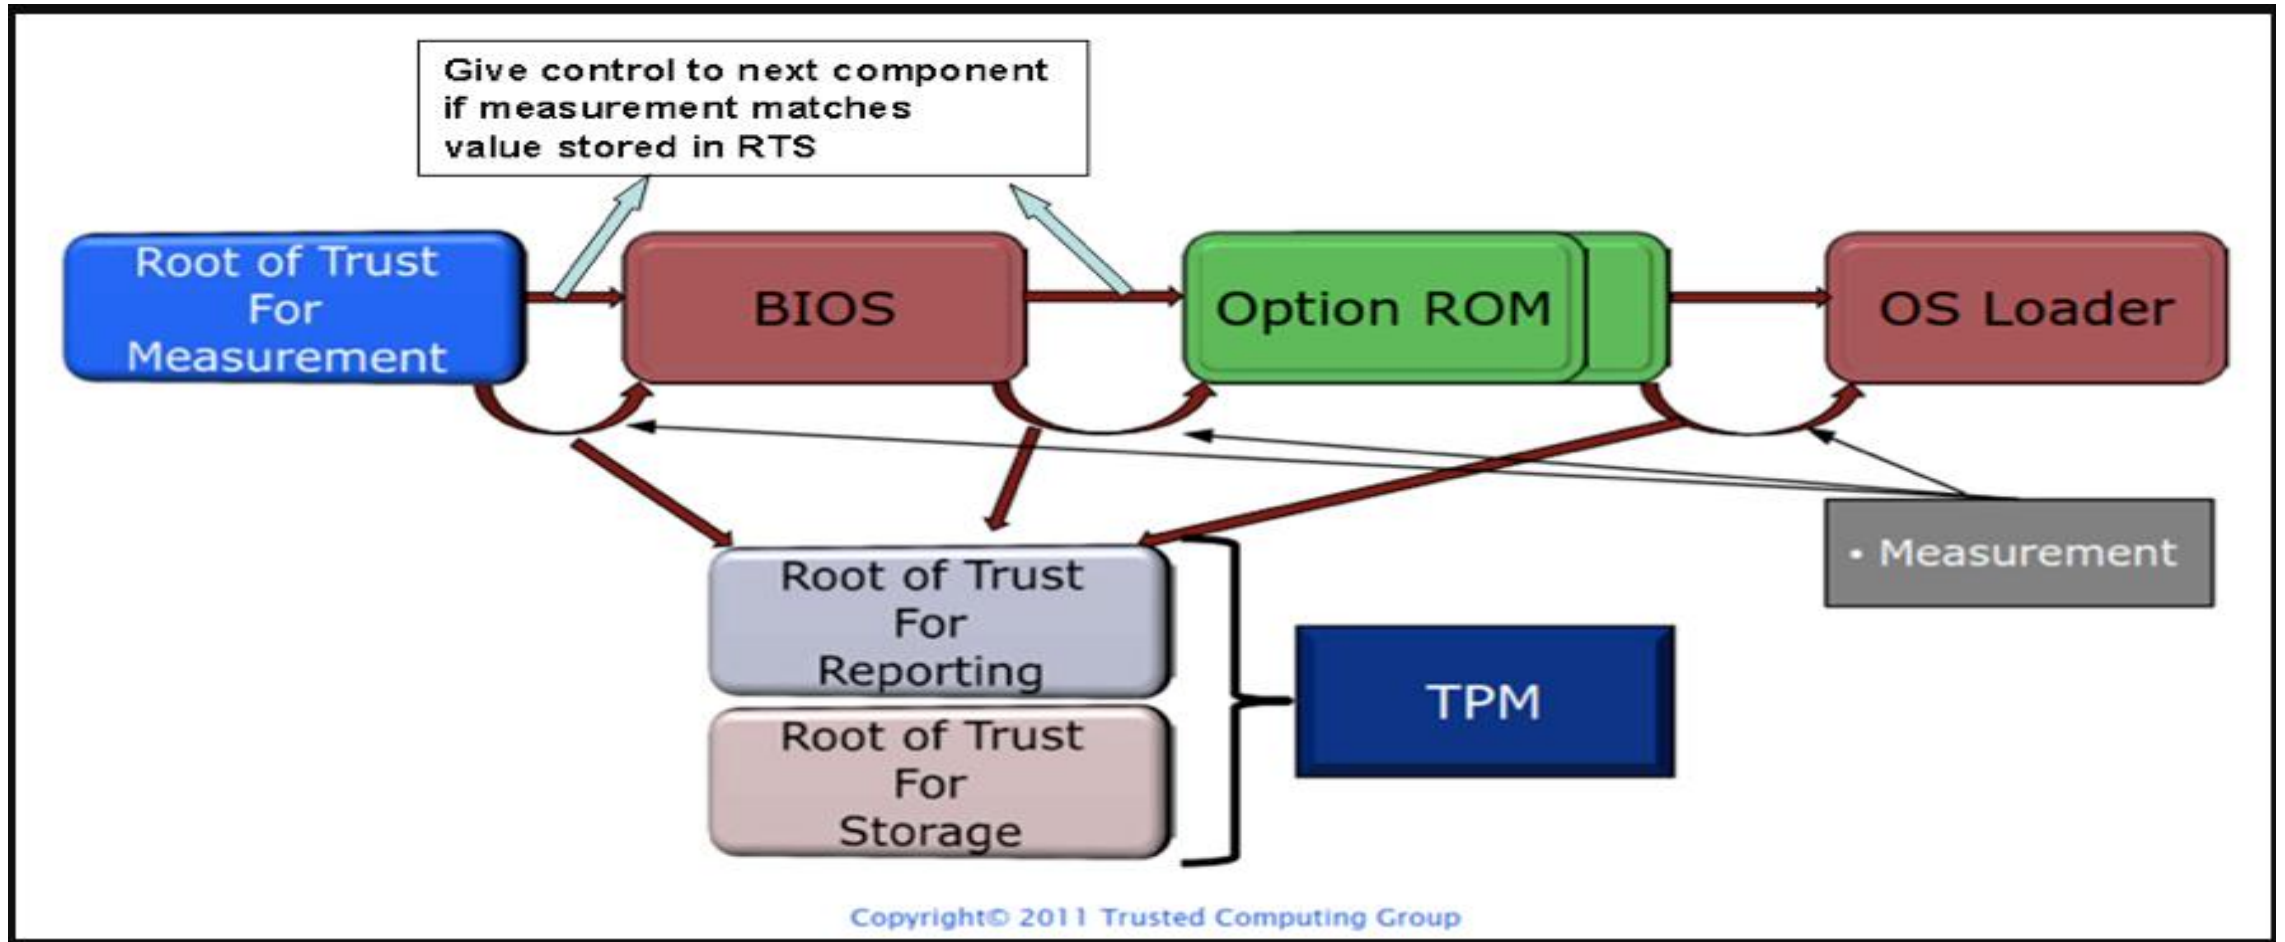 Give control to next component
if measurement matches
value stored in RTS
Root of Trust
For
Measurement
BIOS
Option ROM
OS Loader
• Measurement
Root of Trust
For
Reporting
Root of Trust
For
Storage
TPM
Copyright© 2011 Trusted Computing Group